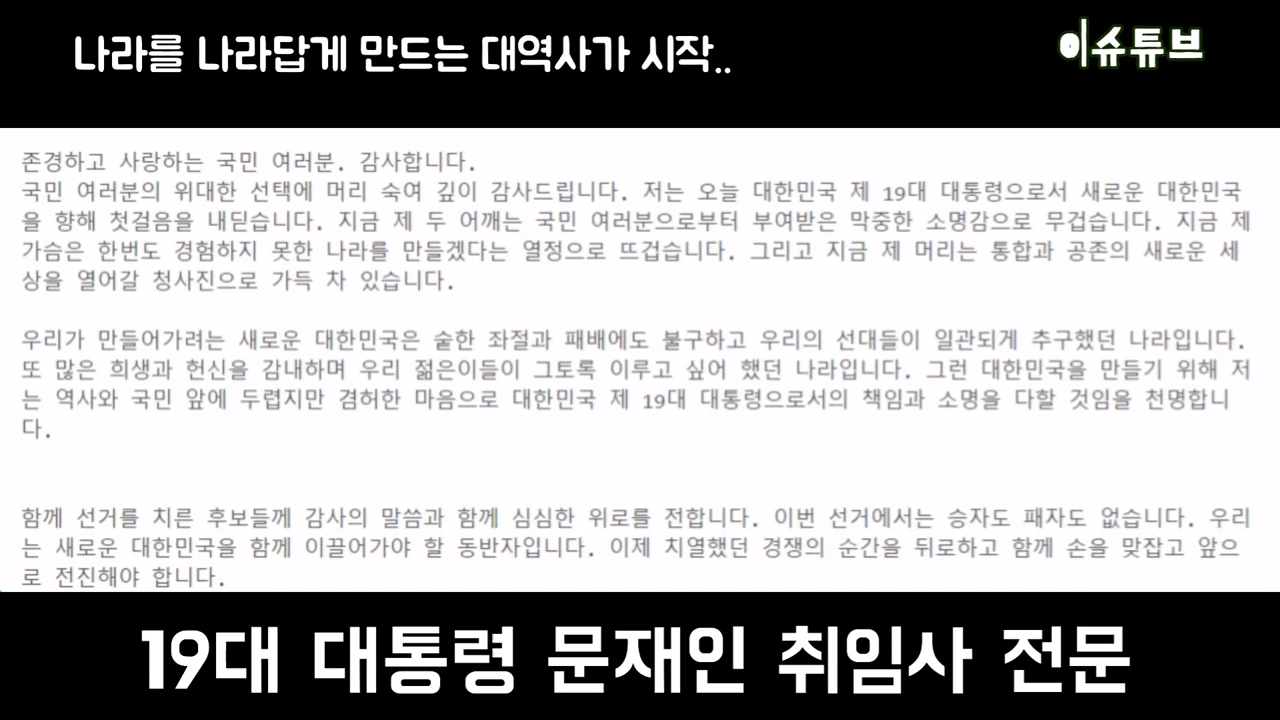 나라를 나라답게 만드는 대역사가 시작..
이슈튜브
존경하고 사랑하는 국민 여러분. 감사합니다.
국민 여러분의 위대한 선택에 머리 숙여 깊이 감사드립니다. 저는 오늘 대한민국 제 19대 대통령으로서 새로운 대한민국
을 향해 첫걸음을 내딛습니다. 지금 제 두 어깨는 국민 여러분으로부터 부여받은 막중한 소명감으로 무겁습니다. 지금 제
가슴은 한번도 경험하지 못한 나라를 만들겠다는 열정으로 뜨겁습니다. 그리고 지금 제 머리는 통합과 공존의 새로운 세
상을 열어갈 청사진으로 가득 차 있습니다.
우리가 만들어가려는 새로운 대한민국은 숱한 좌절과 패배에도 불구하고 우리의 선대들이 일관되게 추구했던 나라입니다.
또 많은 희생과 헌신을 감내하며 우리 젊은이들이 그토록 이루고 싶어 했던 나라입니다. 그런 대한민국을 만들기 위해 저
는 역사와 국민 앞에 두렵지만 겸허한 마음으로 대한민국 제 19대 대통령으로서의 책임과 소명을 다할 것임을 천명합니
다.
함께 선거를 치른 후보들께 감사의 말씀과 함께 심심한 위로를 전합니다. 이번 선거에서는 승자도 패자도 없습니다. 우리
는 새로운 대한민국을 함께 이끌어가야 할 동반자입니다. 이제 치열했던 경쟁의 순간을 뒤로하고 함께 손을 맞잡고 앞으
로 전진해야 합니다.
19대 대통령 문재인 취임사 전문